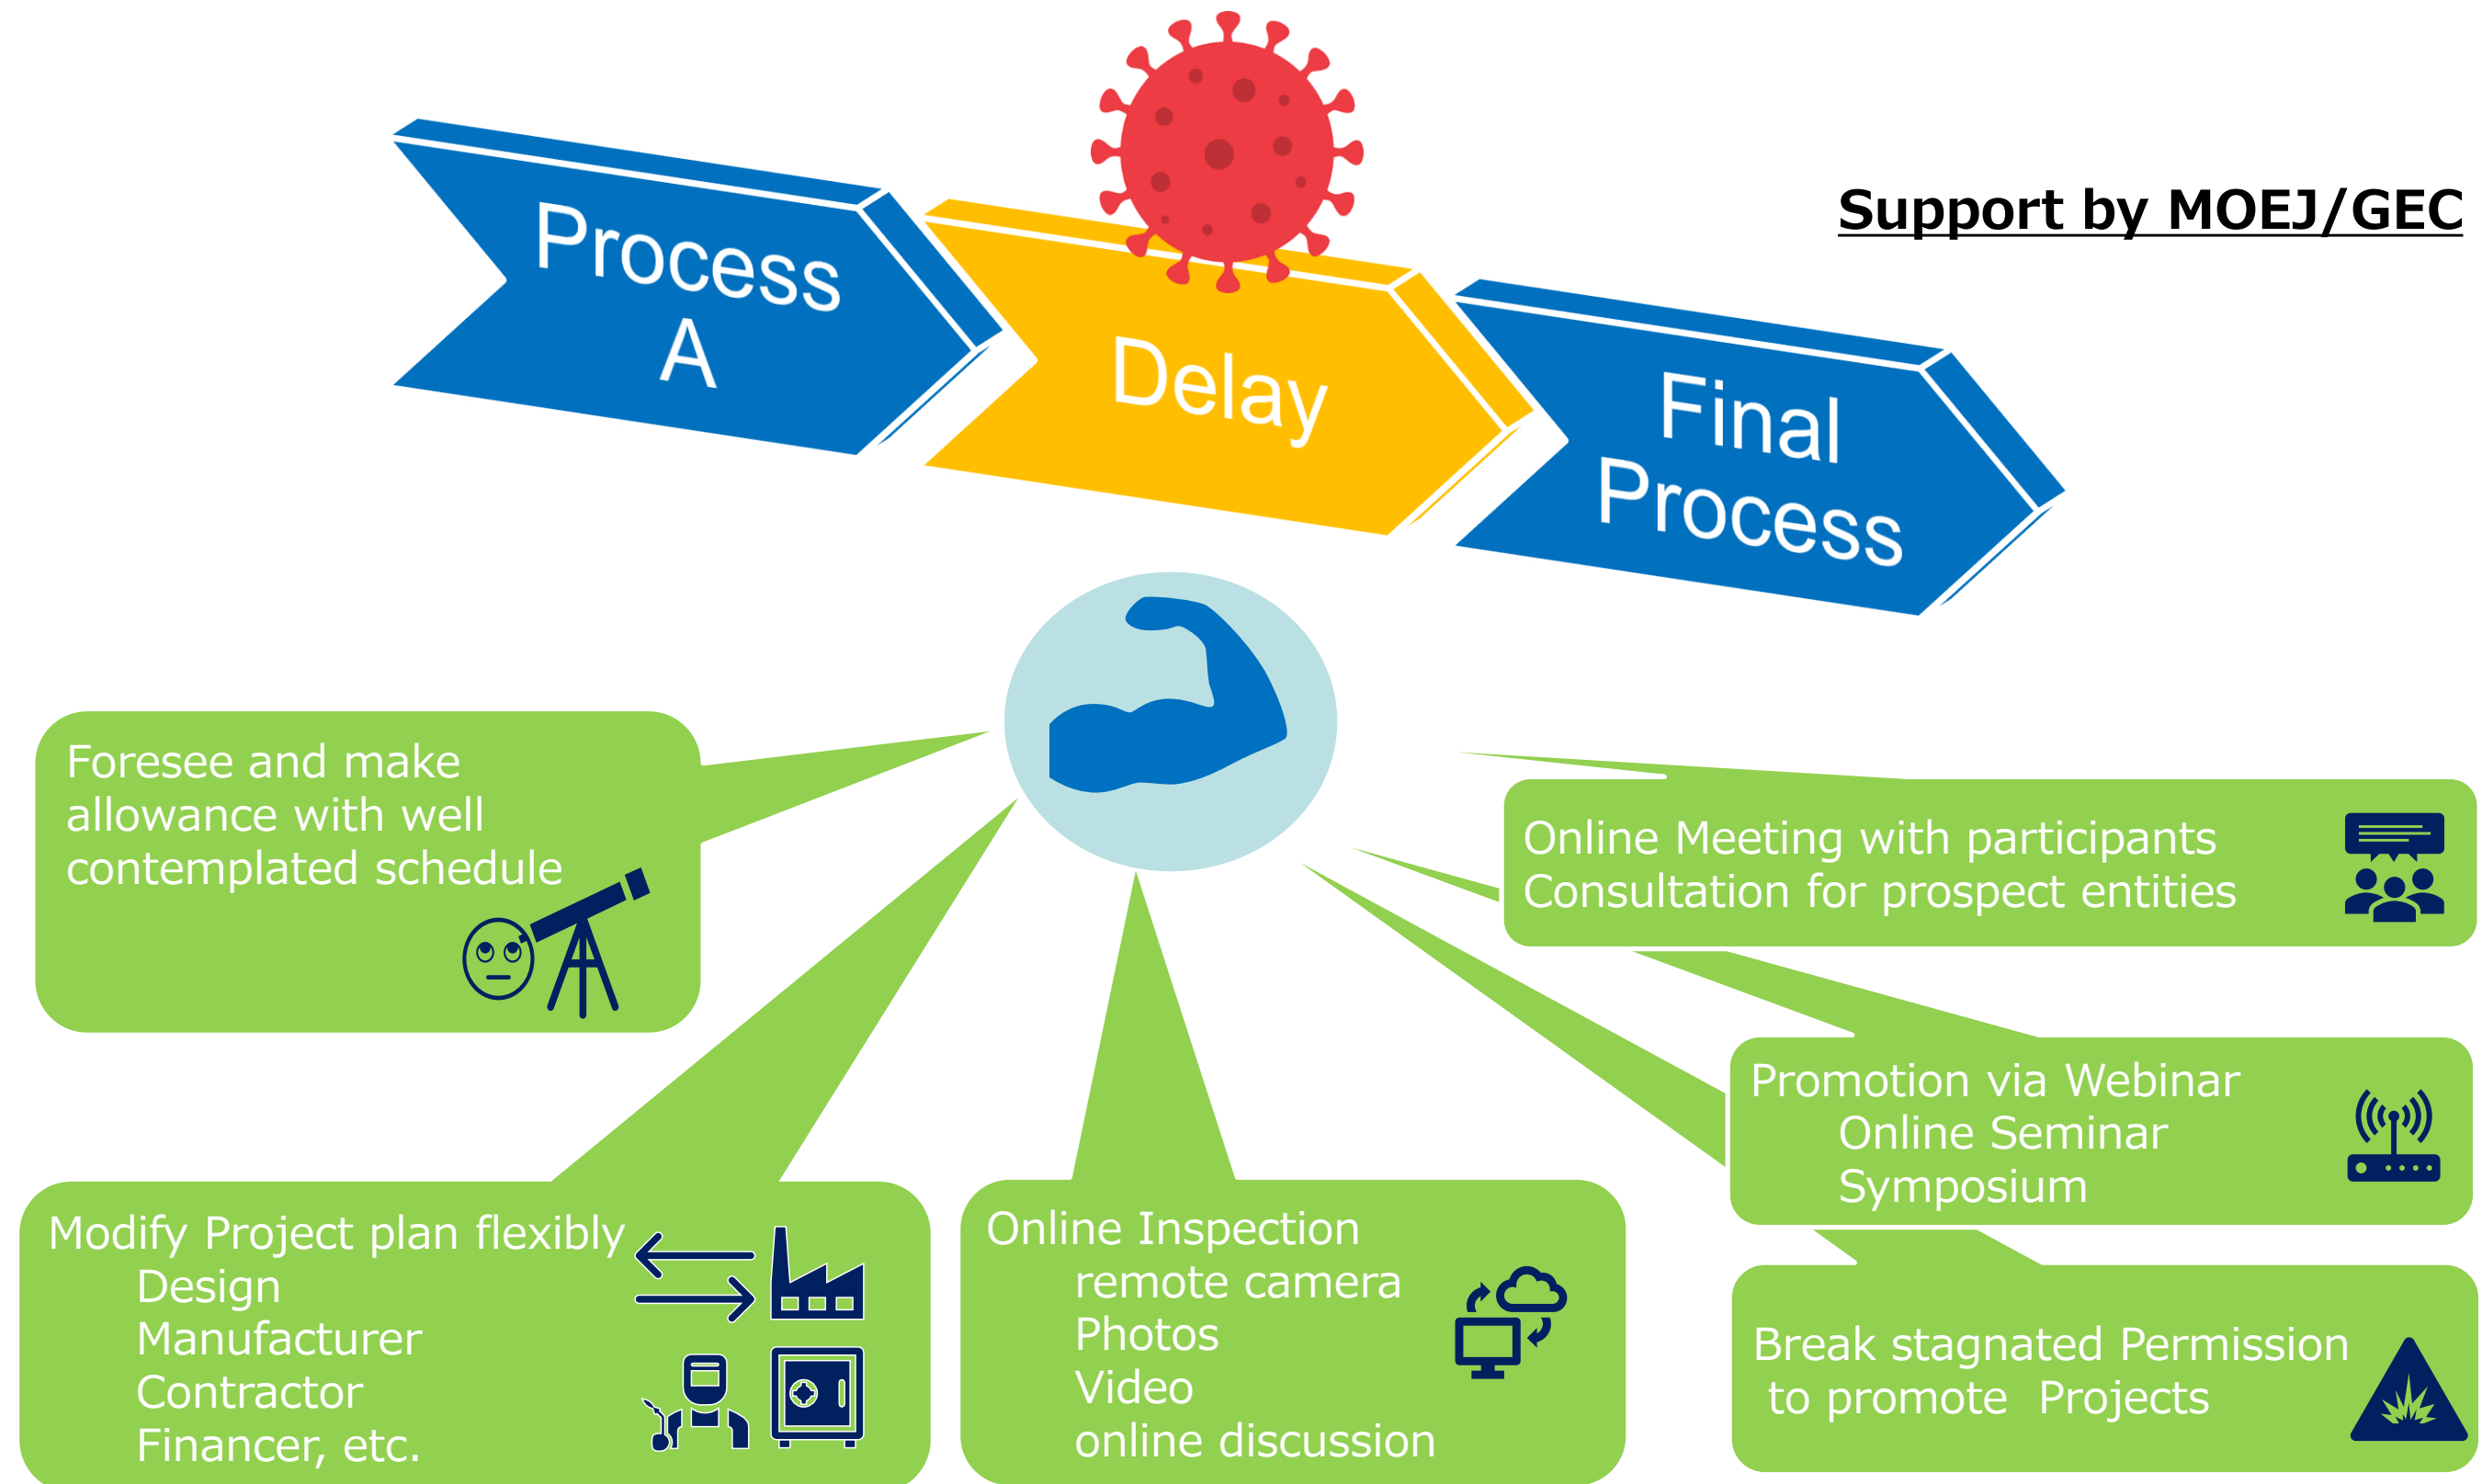 Support by MOEJ/GEC
Process
A
Delay
Final
Process
Foresee and make
allowance with well
contemplated schedule
Online Meeting with participants
Consultation for prospect entities
Promotion via Webinar
Online Seminar
Symposium
Modify Project plan flexibly
Design
Manufacturer
Contractor
Financer, etc.
Online Inspection
remote camera
Photos
Video
online discussion
Break stagnated Permission
to promote  Projects